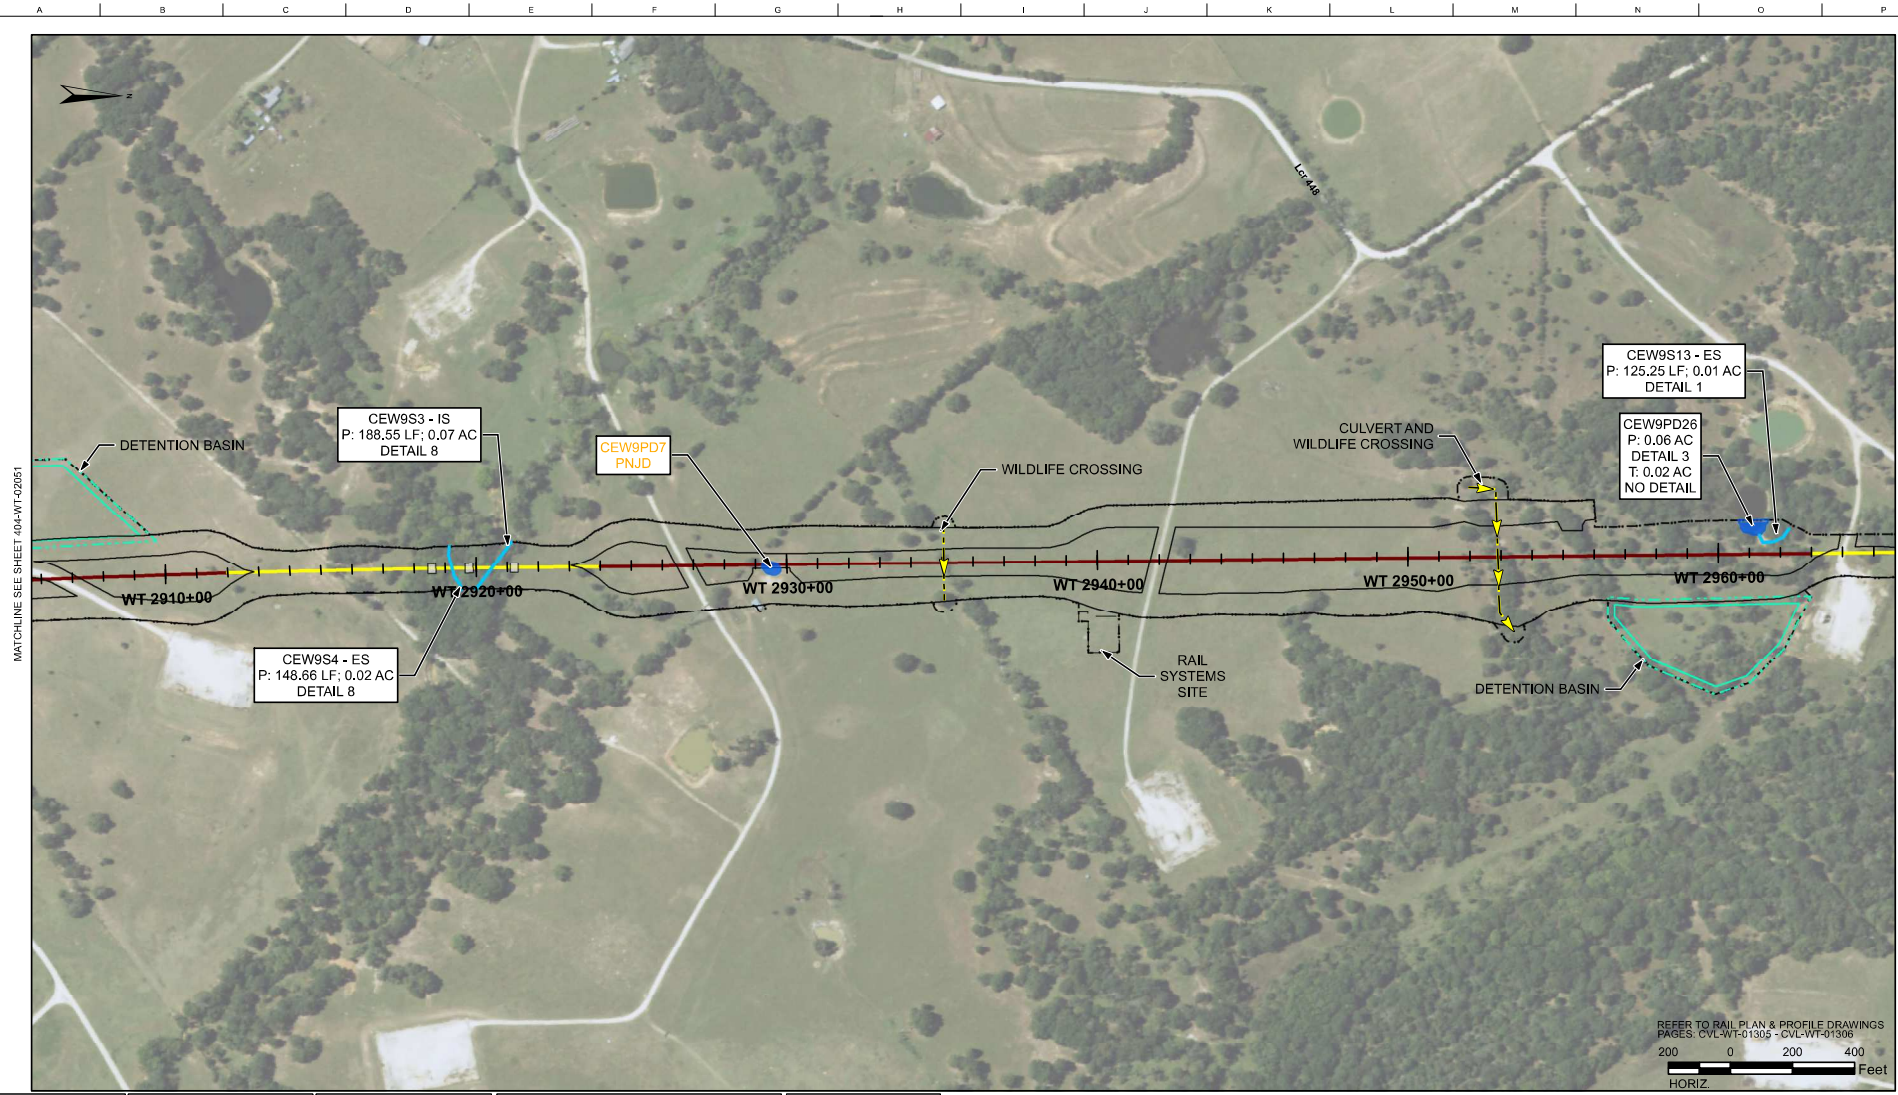 A B C D E F G H I J K L M N O P
N
Lcr 448
MATCHLINE SEE SHEET 404-WT-02051
DETENTION BASIN
CEW9S3 - IS
P: 188.55 LF; 0.07 AC
DETAIL 8
CEW9PD7
PNJD
WILDLIFE CROSSING
CULVERT AND
WILDLIFE CROSSING
CEW9S13 - ES
P: 125.25 LF; 0.01 AC
DETAIL 1
CEW9PD26
P: 0.06 AC
DETAIL 3
T: 0.02 AC
NO DETAIL
WT 2910+00
WT 2920+00
WT 2930+00
WT 2940+00
WT 2950+00
WT 2960+00
CEW9S4 - ES
P: 148.66 LF; 0.02 AC
DETAIL 8
RAIL
SYSTEMS
SITE
DETENTION BASIN
REFER TO RAIL PLAN & PROFILE DRAWINGS
PAGES: CVL-WT-01305 - CVL-WT-01306
200 0 200 400
Feet
HORIZ.